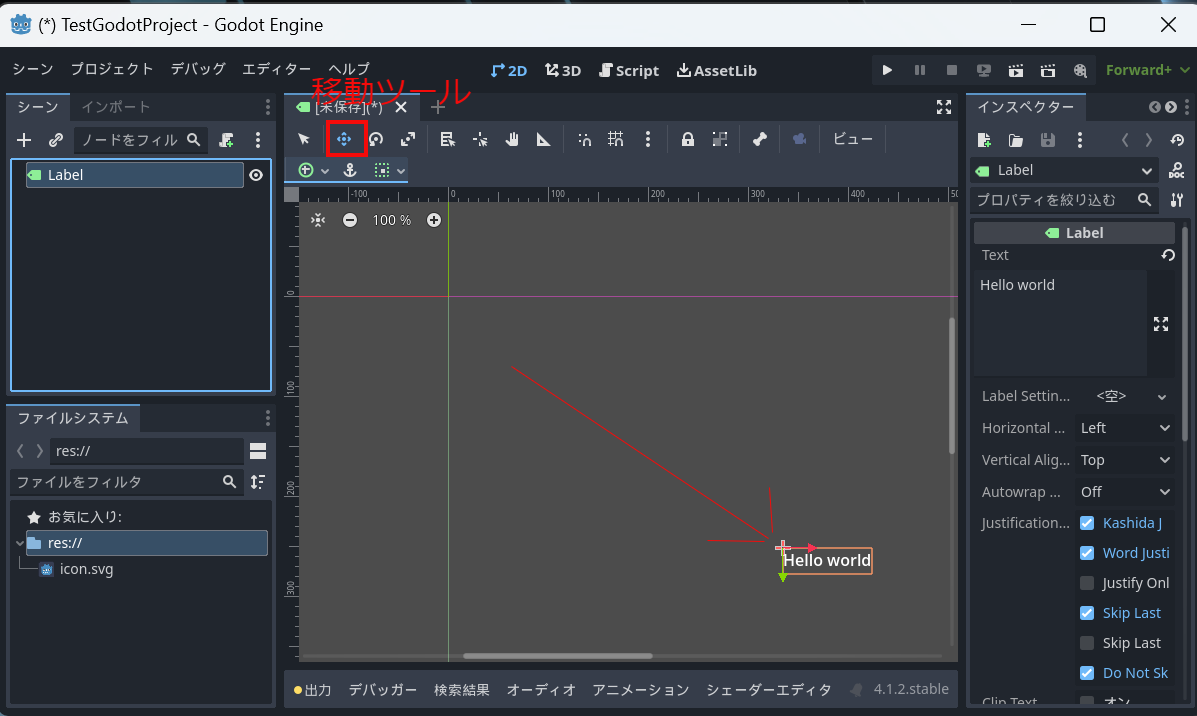 (*) TestGodotProject - Godot Engine
シーン プロジェクト デバッグ エディター ヘルプ
2D 3D Script AssetLib
Forward+
移動ツール
シーン インポート
[未保存](*)
インスペクター
ノードをフィル
ビュー
Label
Label
プロパティを絞り込む
-100 0 100 200 300 400 50
100 %
Label
Text
Hello world
0
100
200
300
Label Settin... <空>
Horizontal ... Left
Vertical Alig... Top
Autowrap ... Off
Justification... Kashida J
Word Justi
Justify Onl
Skip Last
Skip Last
Do Not Sk
Clip Text オン
ファイルシステム
res://
ファイルをフィルタ
お気に入り:
res://
icon.svg
Hello world
出力 デバッガー 検索結果 オーディオ アニメーション シェーダーエディタ 4.1.2.stable